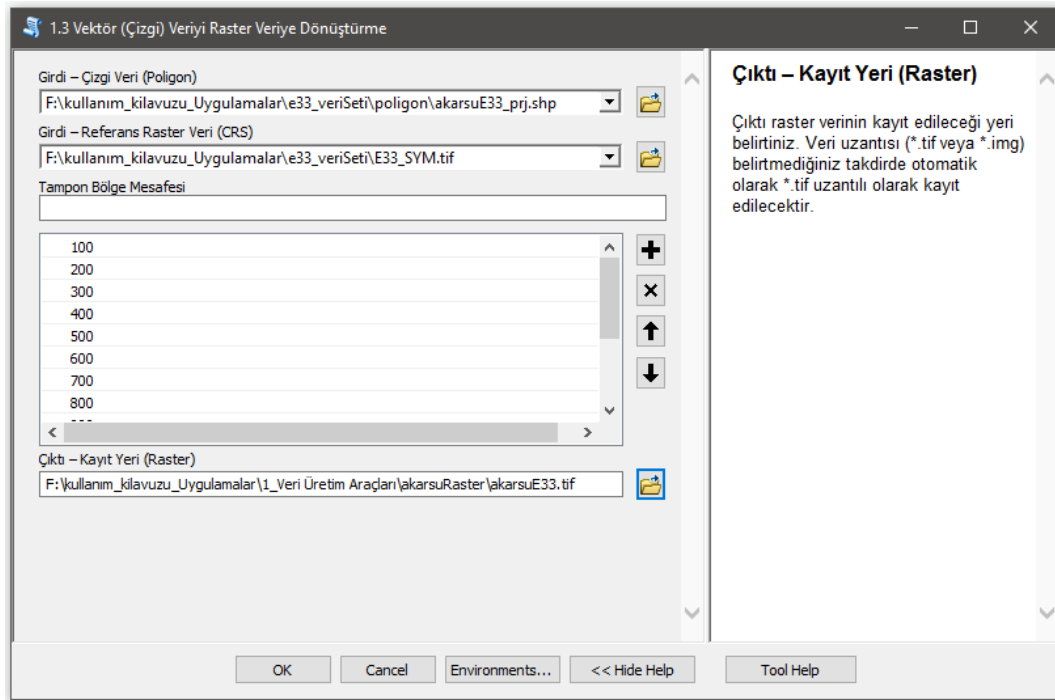 1.3 Vektör (Çizgi) Veriyi Raster Veriye Dönüştürme
Girdi – Çizgi Veri (Poligon)
F:\kullanım_kilavuzu_Uygulamalar\e33_veriSeti\poligon\akarsuE33_prj.shp
Girdi – Referans Raster Veri (CRS)
F:\kullanım_kilavuzu_Uygulamalar\e33_veriSeti\E33_SYM.tif
Tampon Bölge Mesafesi
100
200
300
400
500
600
700
800
Çıktı – Kayıt Yeri (Raster)
F:\kullanım_kilavuzu_Uygulamalar\1_Veri Üretim Araçları\akarsuRaster\akarsuE33.tif
Çıktı – Kayıt Yeri (Raster)
Çıktı raster verinin kayıt edileceği yeri
belirtiniz. Veri uzantısı (*.tif veya *.img)
belirtmediğiniz takdirde otomatik
olarak *.tif uzantılı olarak kayıt
edilecektir.
OK
Cancel
Environments...
<< Hide Help
Tool Help